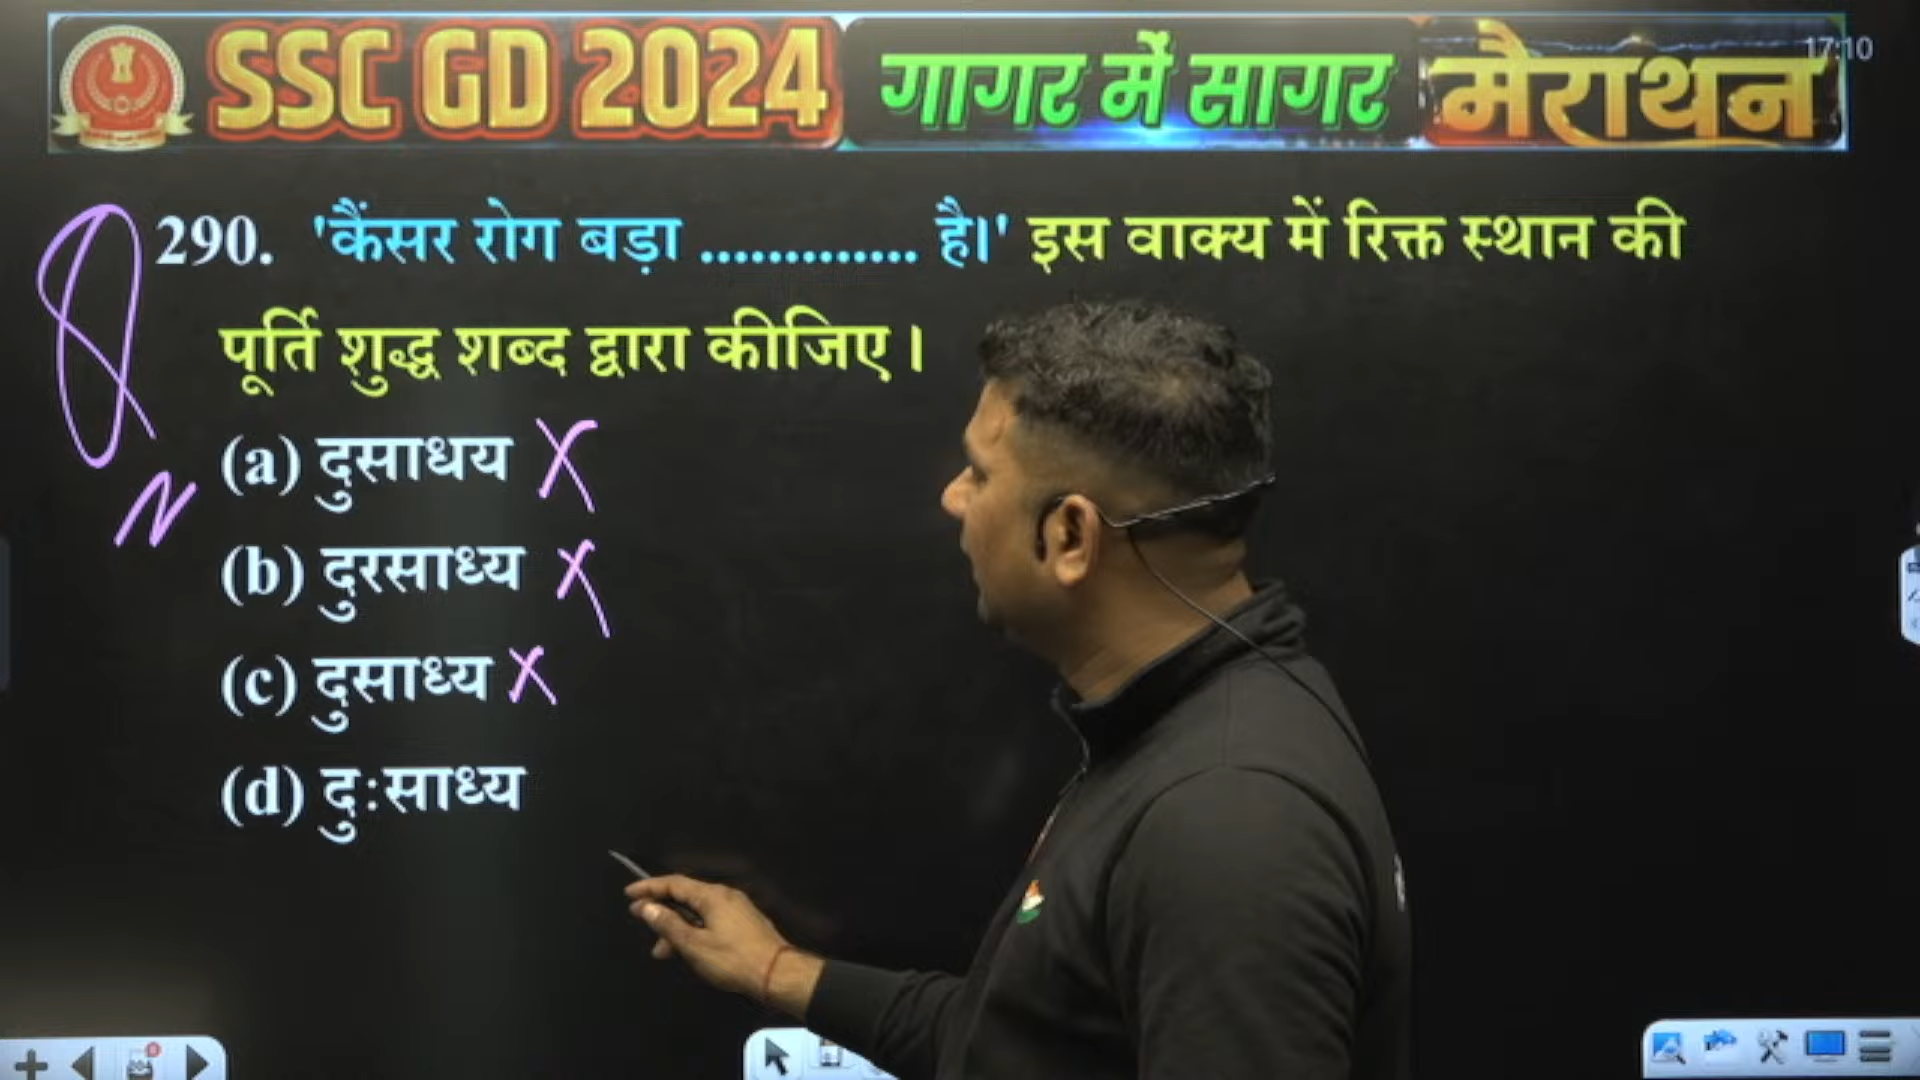 SSC GD 2024 गागर में सागर मैराथन
17:10
290. 'कैंसर रोग बड़ा ............. है।' इस वाक्य में रिक्त स्थान की
पूर्ति शुद्ध शब्द द्वारा कीजिए।
(a) दुसाधय
(b) दुरसाध्य
(c) दुसाध्य
(d) दुःसाध्य